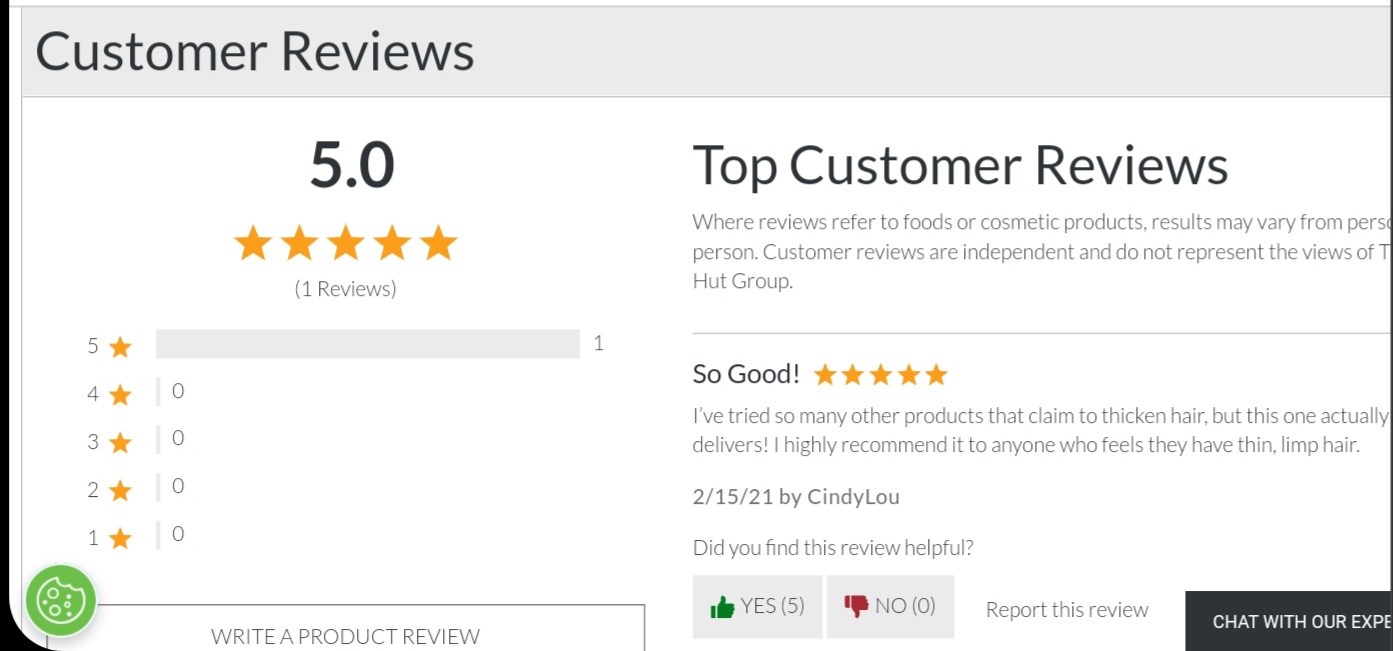 Customer Reviews
5.0
(1 Reviews)
5 1
4 0
3 0
2 0
1 0
WRITE A PRODUCT REVIEW
Top Customer Reviews
Where reviews refer to foods or cosmetic products, results may vary from
person. Customer reviews are independent and do not represent the views of
Hut Group.
So Good!
I've tried so many other products that claim to thicken hair, but this one actually
delivers! I highly recommend it to anyone who feels they have thin, limp hair.
2/15/21 by CindyLou
Did you find this review helpful?
YES (5) NO (0) Report this review
CHAT WITH OUR